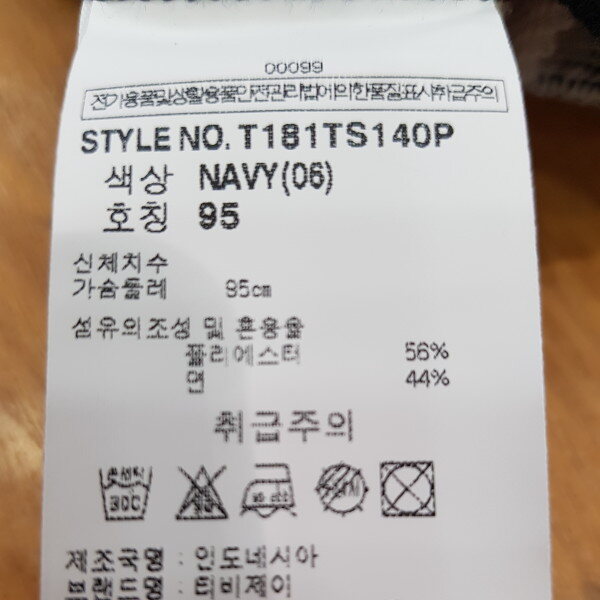 00099
전기용품및생활용품안전관리법에의한품질표시취급주의
STYLE NO. T181TS140P
색상 NAVY(06)
호칭 95
신체치수
가슴둘레 95cm
섬유의조성 및 혼용율
폴리에스터 56%
면 44%
취급주의
30C
제조국명 : 인도네시아
브랜드명 : 티비제이